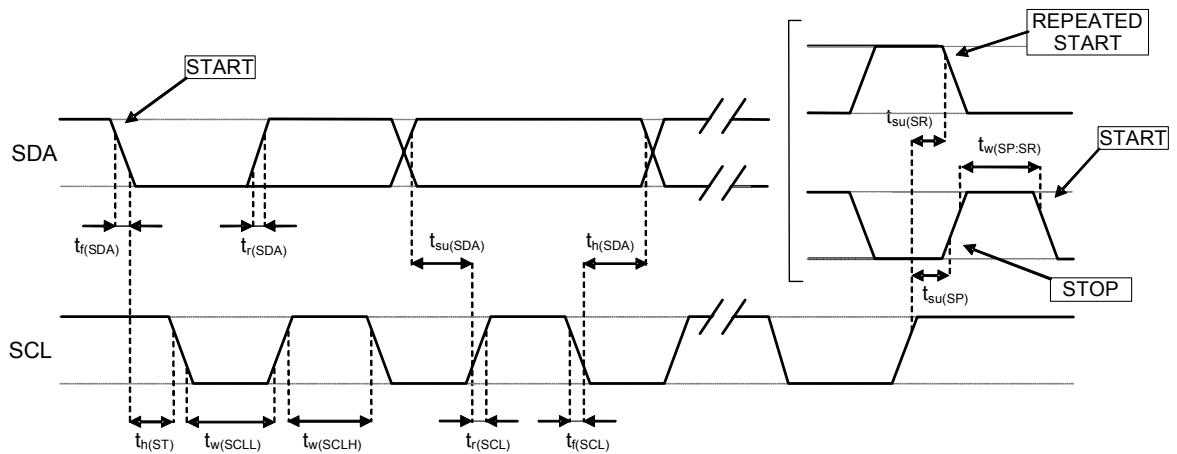 REPEATED
START
START
SDA
t_su(SR)
t_w(SP:SR)
START
t_f(SDA)
t_r(SDA)
t_su(SDA)
t_h(SDA)
t_su(SP)
STOP
SCL
t_h(ST)
t_w(SCLL)
t_w(SCLH)
t_r(SCL)
t_f(SCL)